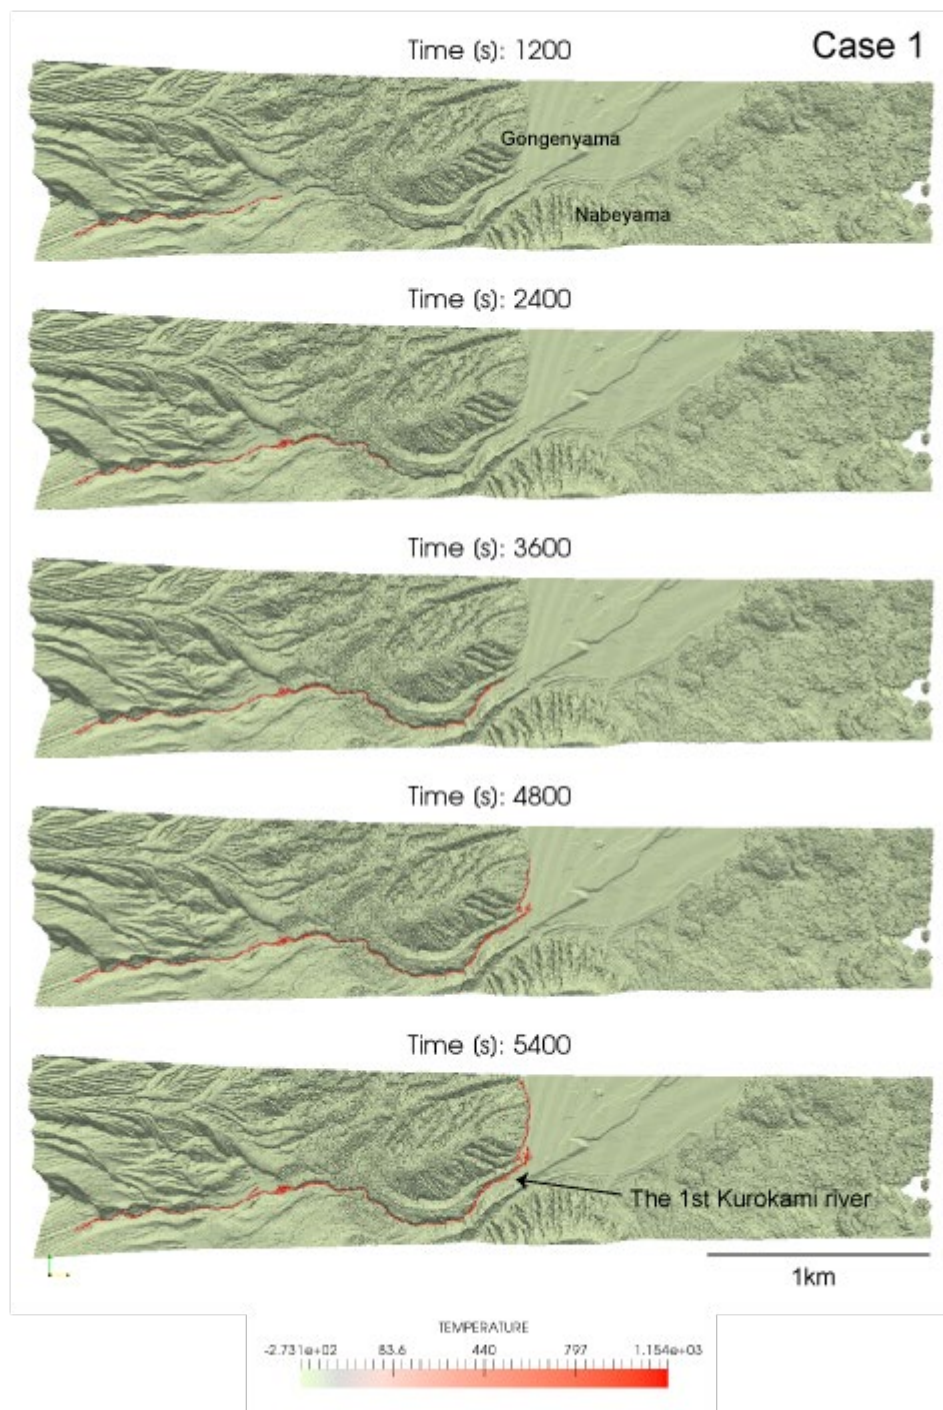 Time (s): 1200
Case 1
Gongenyama
Nabeyama
Time (s): 2400
Time (s): 3600
Time (s): 4800
Time (s): 5400
The 1st Kurokami river
1km
TEMPERATURE
-2.731e+02 83.6 440 797 1.154e+03